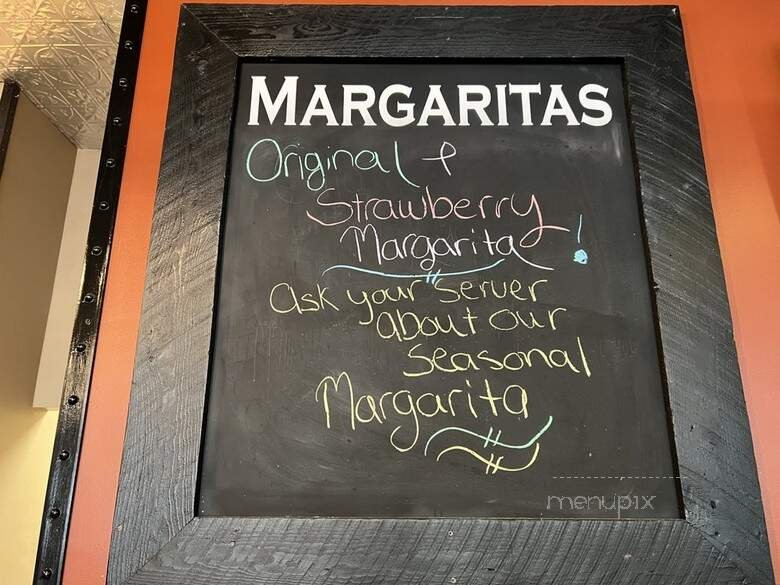 MARGARITAS
Original &
Strawberry
Margarita !
Ask your server
about our
seasonal
Margarita
menupix